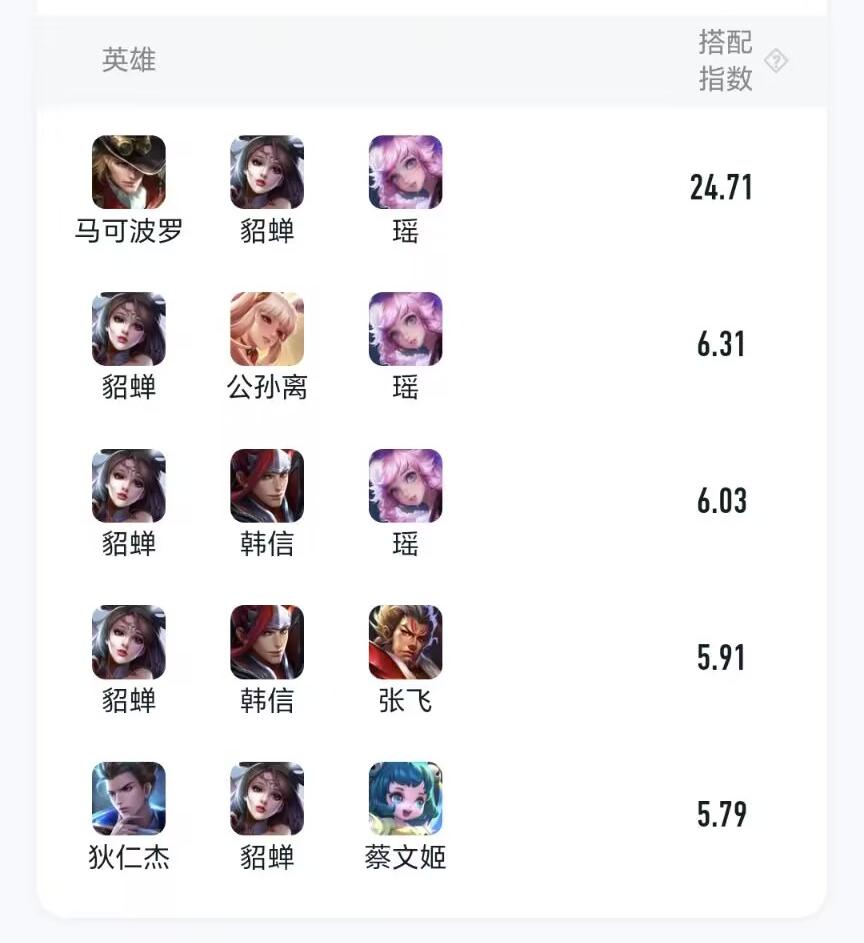 英雄
搭配
指数
?
马可波罗 貂蝉 瑶 24.71
貂蝉 公孙离 瑶 6.31
貂蝉 韩信 瑶 6.03
貂蝉 韩信 张飞 5.91
狄仁杰 貂蝉 蔡文姬 5.79